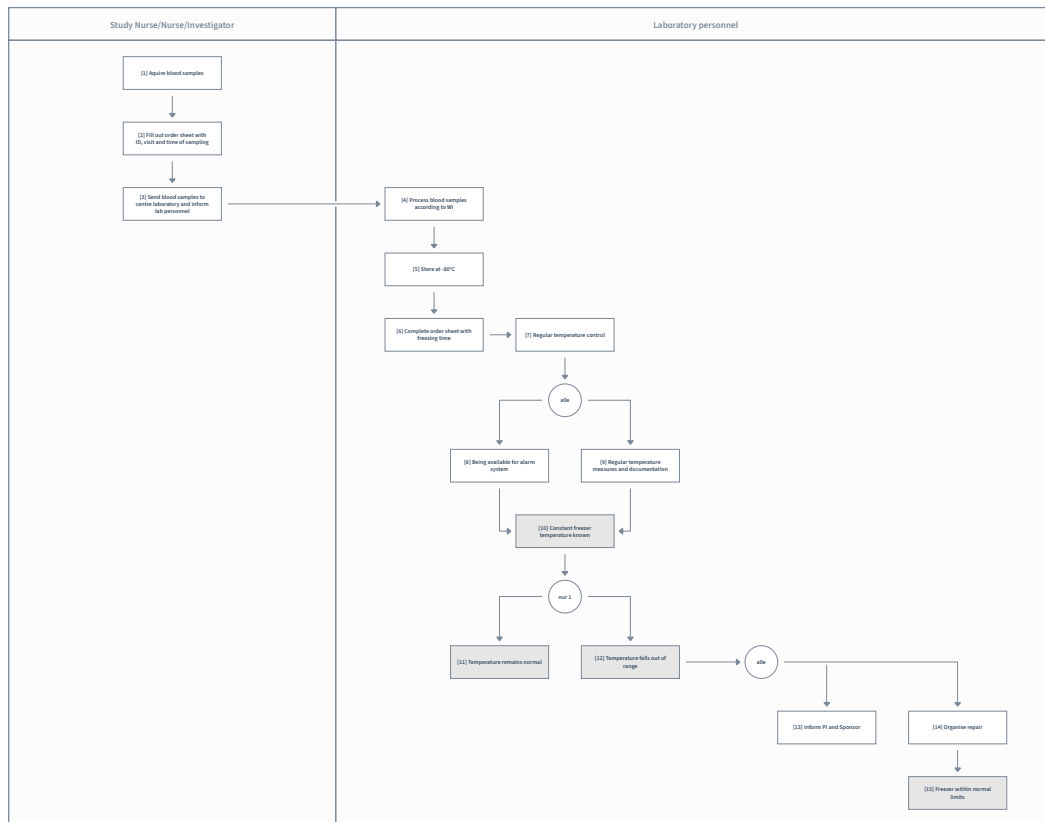 Study Nurse/Nurse/Investigator
Laboratory personnel
[1] Aquire blood samples
[2] Fill out order sheet with
ID, visit and time of sampling
[3] Send blood samples to
centre laboratory and inform
lab personnel
[4] Process blood samples
according to WI
[5] Store at -80°C
[6] Complete order sheet with
freezing time
[7] Regular temperature control
alle
[8] Being available for alarm
system
[9] Regular temperature
measures and documentation
[10] Constant freezer
temperature known
nur 1
[11] Temperature remains normal
[12] Temperature falls out of
range
alle
[13] Inform PI and Sponsor
[14] Organise repair
[15] Freezer within normal
limits